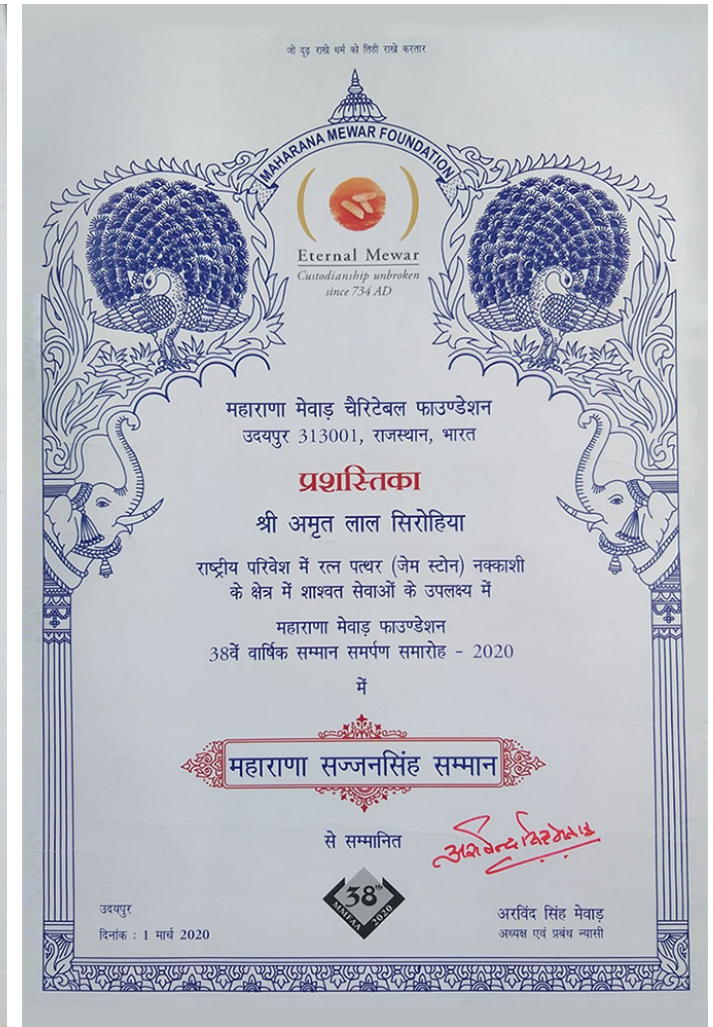 जो दृढ़ राखे धर्म को तिही राखे करतार
MAHARANA MEWAR FOUNDATION
Eternal Mewar
Custodianship unbroken
since 734 AD
महाराणा मेवाड़ चैरिटेबल फाउण्डेशन
उदयपुर 313001, राजस्थान, भारत
प्रशस्तिका
श्री अमृत लाल सिरोहिया
राष्ट्रीय परिवेश में रत्न पत्थर (जेम स्टोन) नक्काशी
के क्षेत्र में शाश्वत सेवाओं के उपलक्ष्य में
महाराणा मेवाड़ फाउण्डेशन
38वें वार्षिक सम्मान समर्पण समारोह - 2020
में
महाराणा सज्जनसिंह सम्मान
से सम्मानित
अरविन्द सिंह मेवाड़
38th
MMFAA 2020
उदयपुर
दिनांक : 1 मार्च 2020
अरविंद सिंह मेवाड़
अध्यक्ष एवं प्रबंध न्यासी